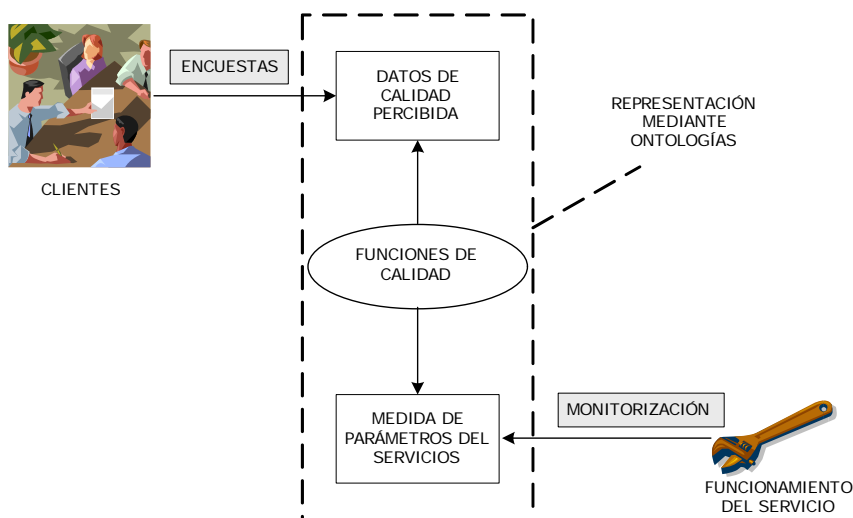 ENCUESTAS
DATOS DE
CALIDAD
PERCIBIDA
REPRESENTACIÓN
MEDIANTE
ONTOLOGÍAS
CLIENTES
FUNCIONES DE
CALIDAD
MEDIDA DE
PARÁMETROS DEL
SERVICIOS
MONITORIZACIÓN
FUNCIONAMIENTO
DEL SERVICIO